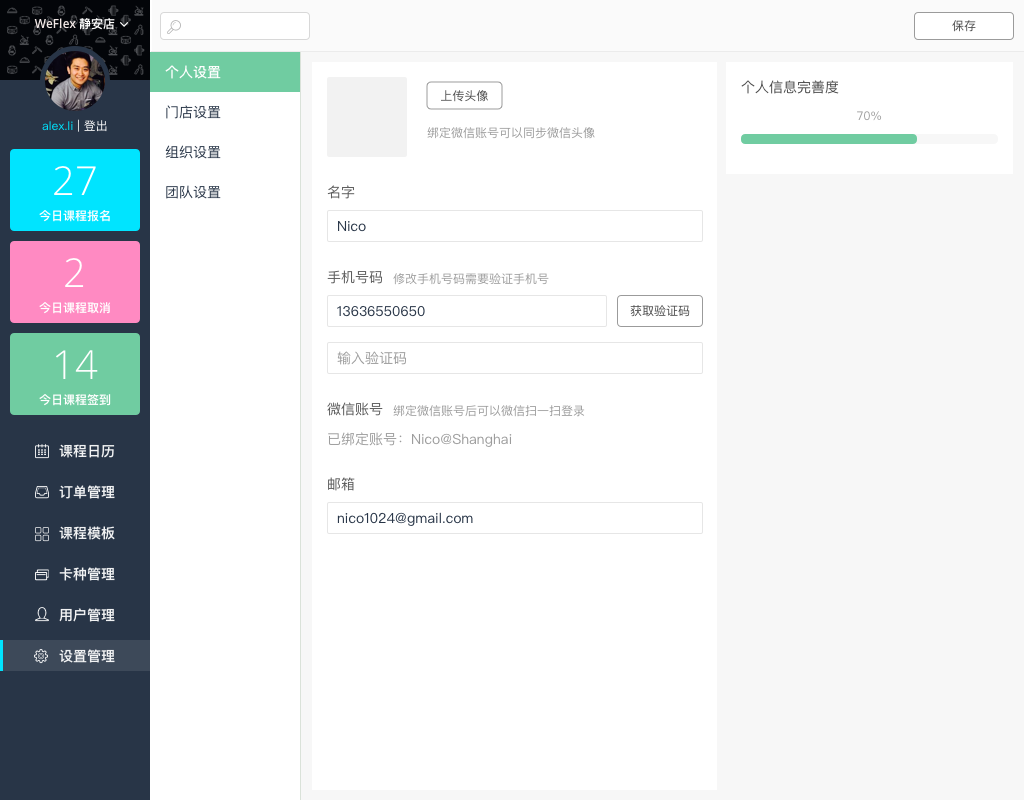 WeFlex 静安店
alex.li | 登出
27
今日课程报名
2
今日课程取消
14
今日课程签到
课程日历
订单管理
课程模板
卡种管理
用户管理
设置管理
保存
个人设置
门店设置
组织设置
团队设置
上传头像
绑定微信账号可以同步微信头像
名字
Nico
手机号码 修改手机号码需要验证手机号
13636550650
获取验证码
输入验证码
微信账号 绑定微信账号后可以微信扫一扫登录
已绑定账号：Nico@Shanghai
邮箱
nico1024@gmail.com
个人信息完善度
70%